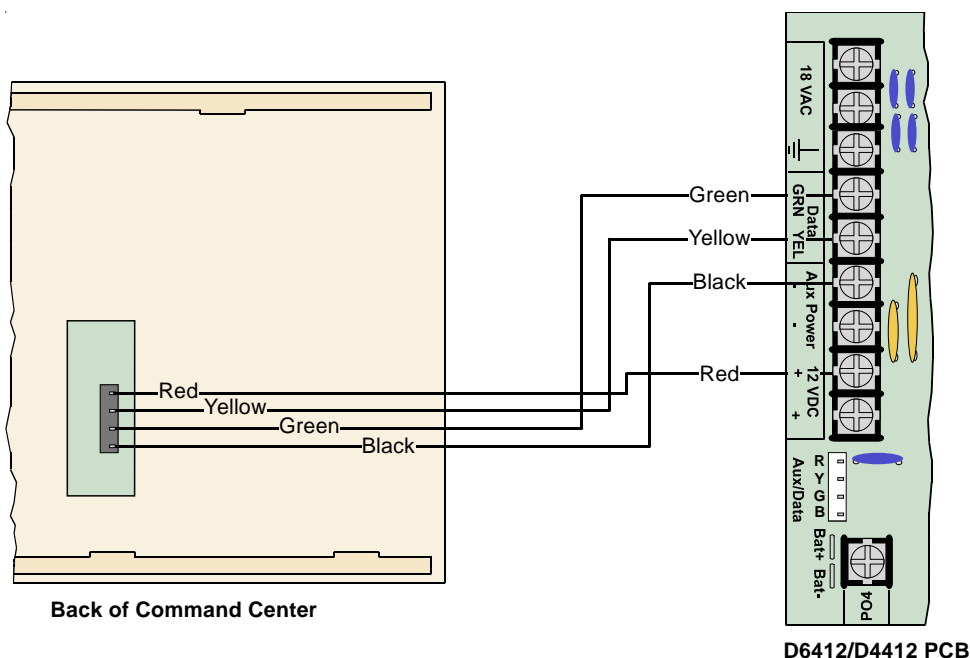 18 VAC
Green
GRN
Data
YEL
Yellow
Black
-
Aux Power
-
Red
+
12 VDC
+
Red
Yellow
Green
Black
R
Y
G
B
Aux/Data
Bat+
Bat-
PO4
Back of Command Center
D6412/D4412 PCB